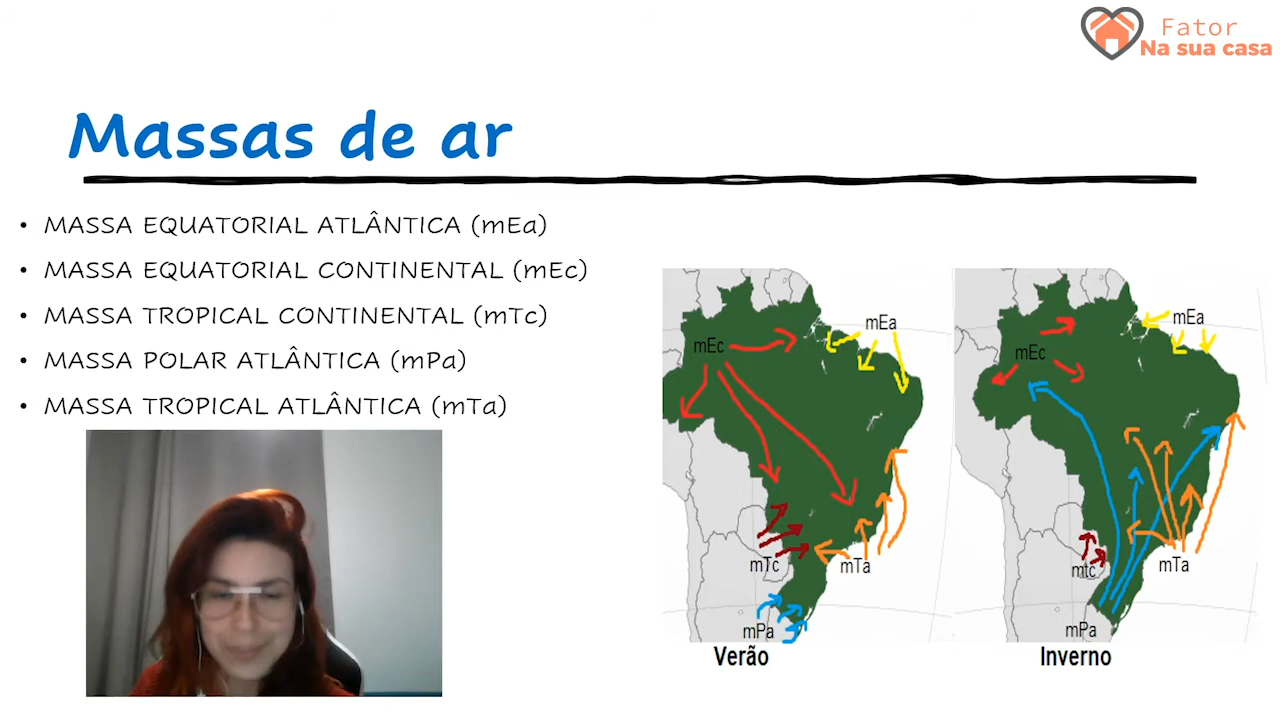 Fator
Na sua casa
Massas de ar
• MASSA EQUATORIAL ATLÂNTICA (mEa)
• MASSA EQUATORIAL CONTINENTAL (mEc)
• MASSA TROPICAL CONTINENTAL (mTc)
• MASSA POLAR ATLÂNTICA (mPa)
• MASSA TROPICAL ATLÂNTICA (mTa)
mEa
mEc
mTc
mTa
mPa
Verão
mEa
mEc
mtc
mTa
mPa
Inverno